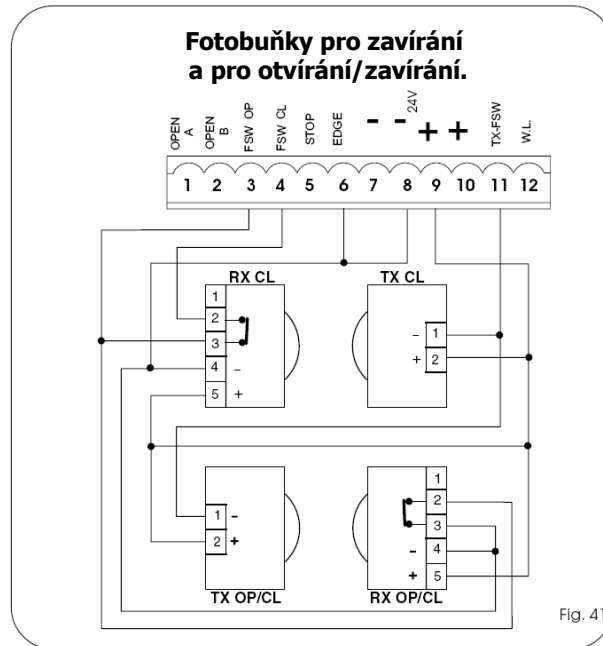 Fotobuňky pro zavírání
a pro otvírání/zavírání.
OPEN A
OPEN B
FSW OP
FSW CL
STOP
EDGE
- - 24V
+ +
TX-FSW
W.L.
1 2 3 4 5 6 7 8 9 10 11 12
RX CL
1
2
3
4 -
5 +
TX CL
- 1
+ 2
1 -
2 +
TX OP/CL
1
2
3
- 4
+ 5
RX OP/CL
Fig. 41